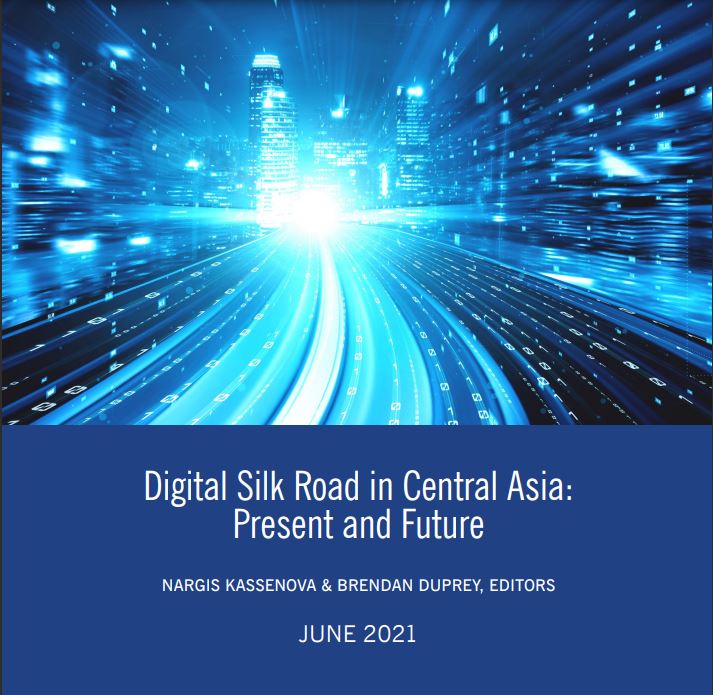 Digital Silk Road in Central Asia:
Present and Future
NARGIS KASSENOVA & BRENDAN DUPREY, EDITORS
JUNE 2021